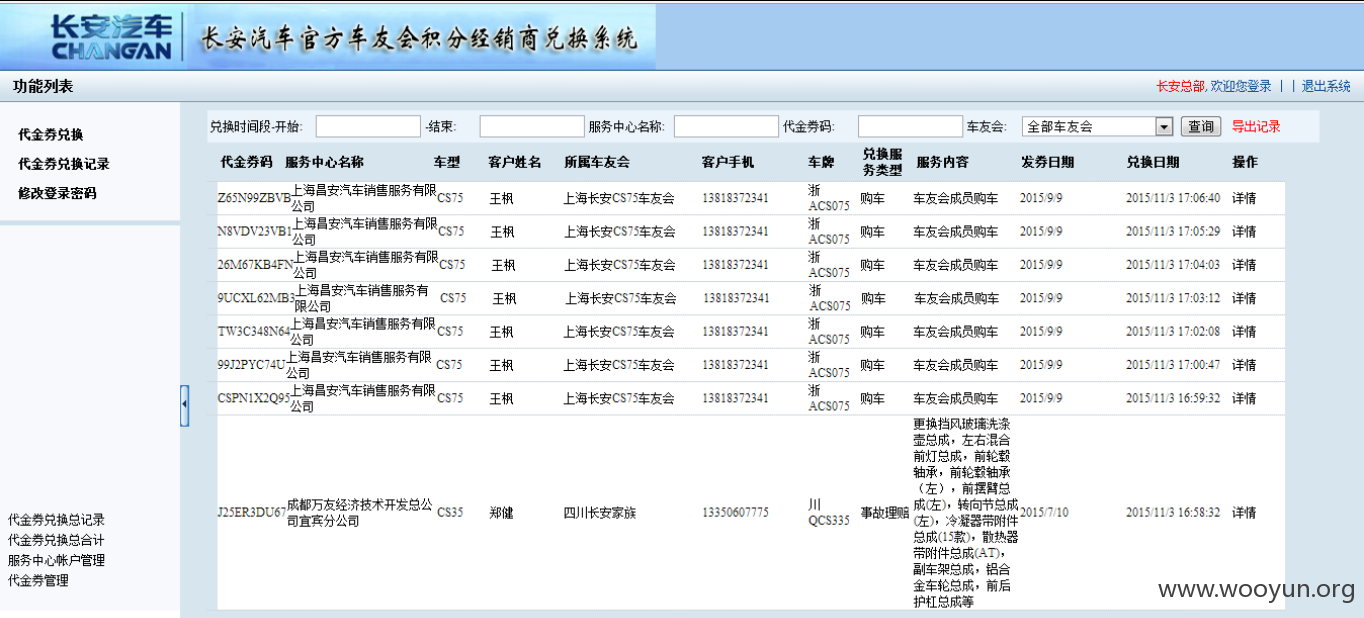 长安汽车
CHANGAN
长安汽车官方车友会积分经销商兑换系统
功能列表
长安总部, 欢迎您登录 | | 退出系统
代金券兑换
代金券兑换记录
修改登录密码
兑换时间段-开始: -结束: 服务中心名称: 代金券码: 车友会: 全部车友会 查询 导出记录
代金券码 服务中心名称 车型 客户姓名 所属车友会 客户手机 车牌 兑换服务类型 服务内容 发券日期 兑换日期 操作
Z65N99ZBVB 上海昌安汽车销售服务有限公司 CS75 王枫 上海长安CS75车友会 13818372341 浙ACS075 购车 车友会成员购车 2015/9/9 2015/11/3 17:06:40 详情
N8VDV23VB1 上海昌安汽车销售服务有限公司 CS75 王枫 上海长安CS75车友会 13818372341 浙ACS075 购车 车友会成员购车 2015/9/9 2015/11/3 17:05:29 详情
26M67KB4FN 上海昌安汽车销售服务有限公司 CS75 王枫 上海长安CS75车友会 13818372341 浙ACS075 购车 车友会成员购车 2015/9/9 2015/11/3 17:04:03 详情
9UCXL62MB3 上海昌安汽车销售服务有限公司 CS75 王枫 上海长安CS75车友会 13818372341 浙ACS075 购车 车友会成员购车 2015/9/9 2015/11/3 17:03:12 详情
TW3C348N64 上海昌安汽车销售服务有限公司 CS75 王枫 上海长安CS75车友会 13818372341 浙ACS075 购车 车友会成员购车 2015/9/9 2015/11/3 17:02:08 详情
99J2PYC74U 上海昌安汽车销售服务有限公司 CS75 王枫 上海长安CS75车友会 13818372341 浙ACS075 购车 车友会成员购车 2015/9/9 2015/11/3 17:00:47 详情
CSPN1X2Q95 上海昌安汽车销售服务有限公司 CS75 王枫 上海长安CS75车友会 13818372341 浙ACS075 购车 车友会成员购车 2015/9/9 2015/11/3 16:59:32 详情
J25ER3DU67 成都万友经济技术开发总公司宜宾分公司 CS35 郑健 四川长安家族 13350607775 川QCS335 事故理赔 更换挡风玻璃洗涤壶总成，左右混合前灯总成，前轮毂轴承，前轮毂轴承（左），前摆臂总成(左)，转向节总成(左)，冷凝器带附件总成(15款)，散热器带附件总成(AT)，副车架总成，铝合金车轮总成，前后护杠总成等 2015/7/10 2015/11/3 16:58:32 详情
代金券兑换总记录
代金券兑换总合计
服务中心帐户管理
代金券管理
www.wooyun.org